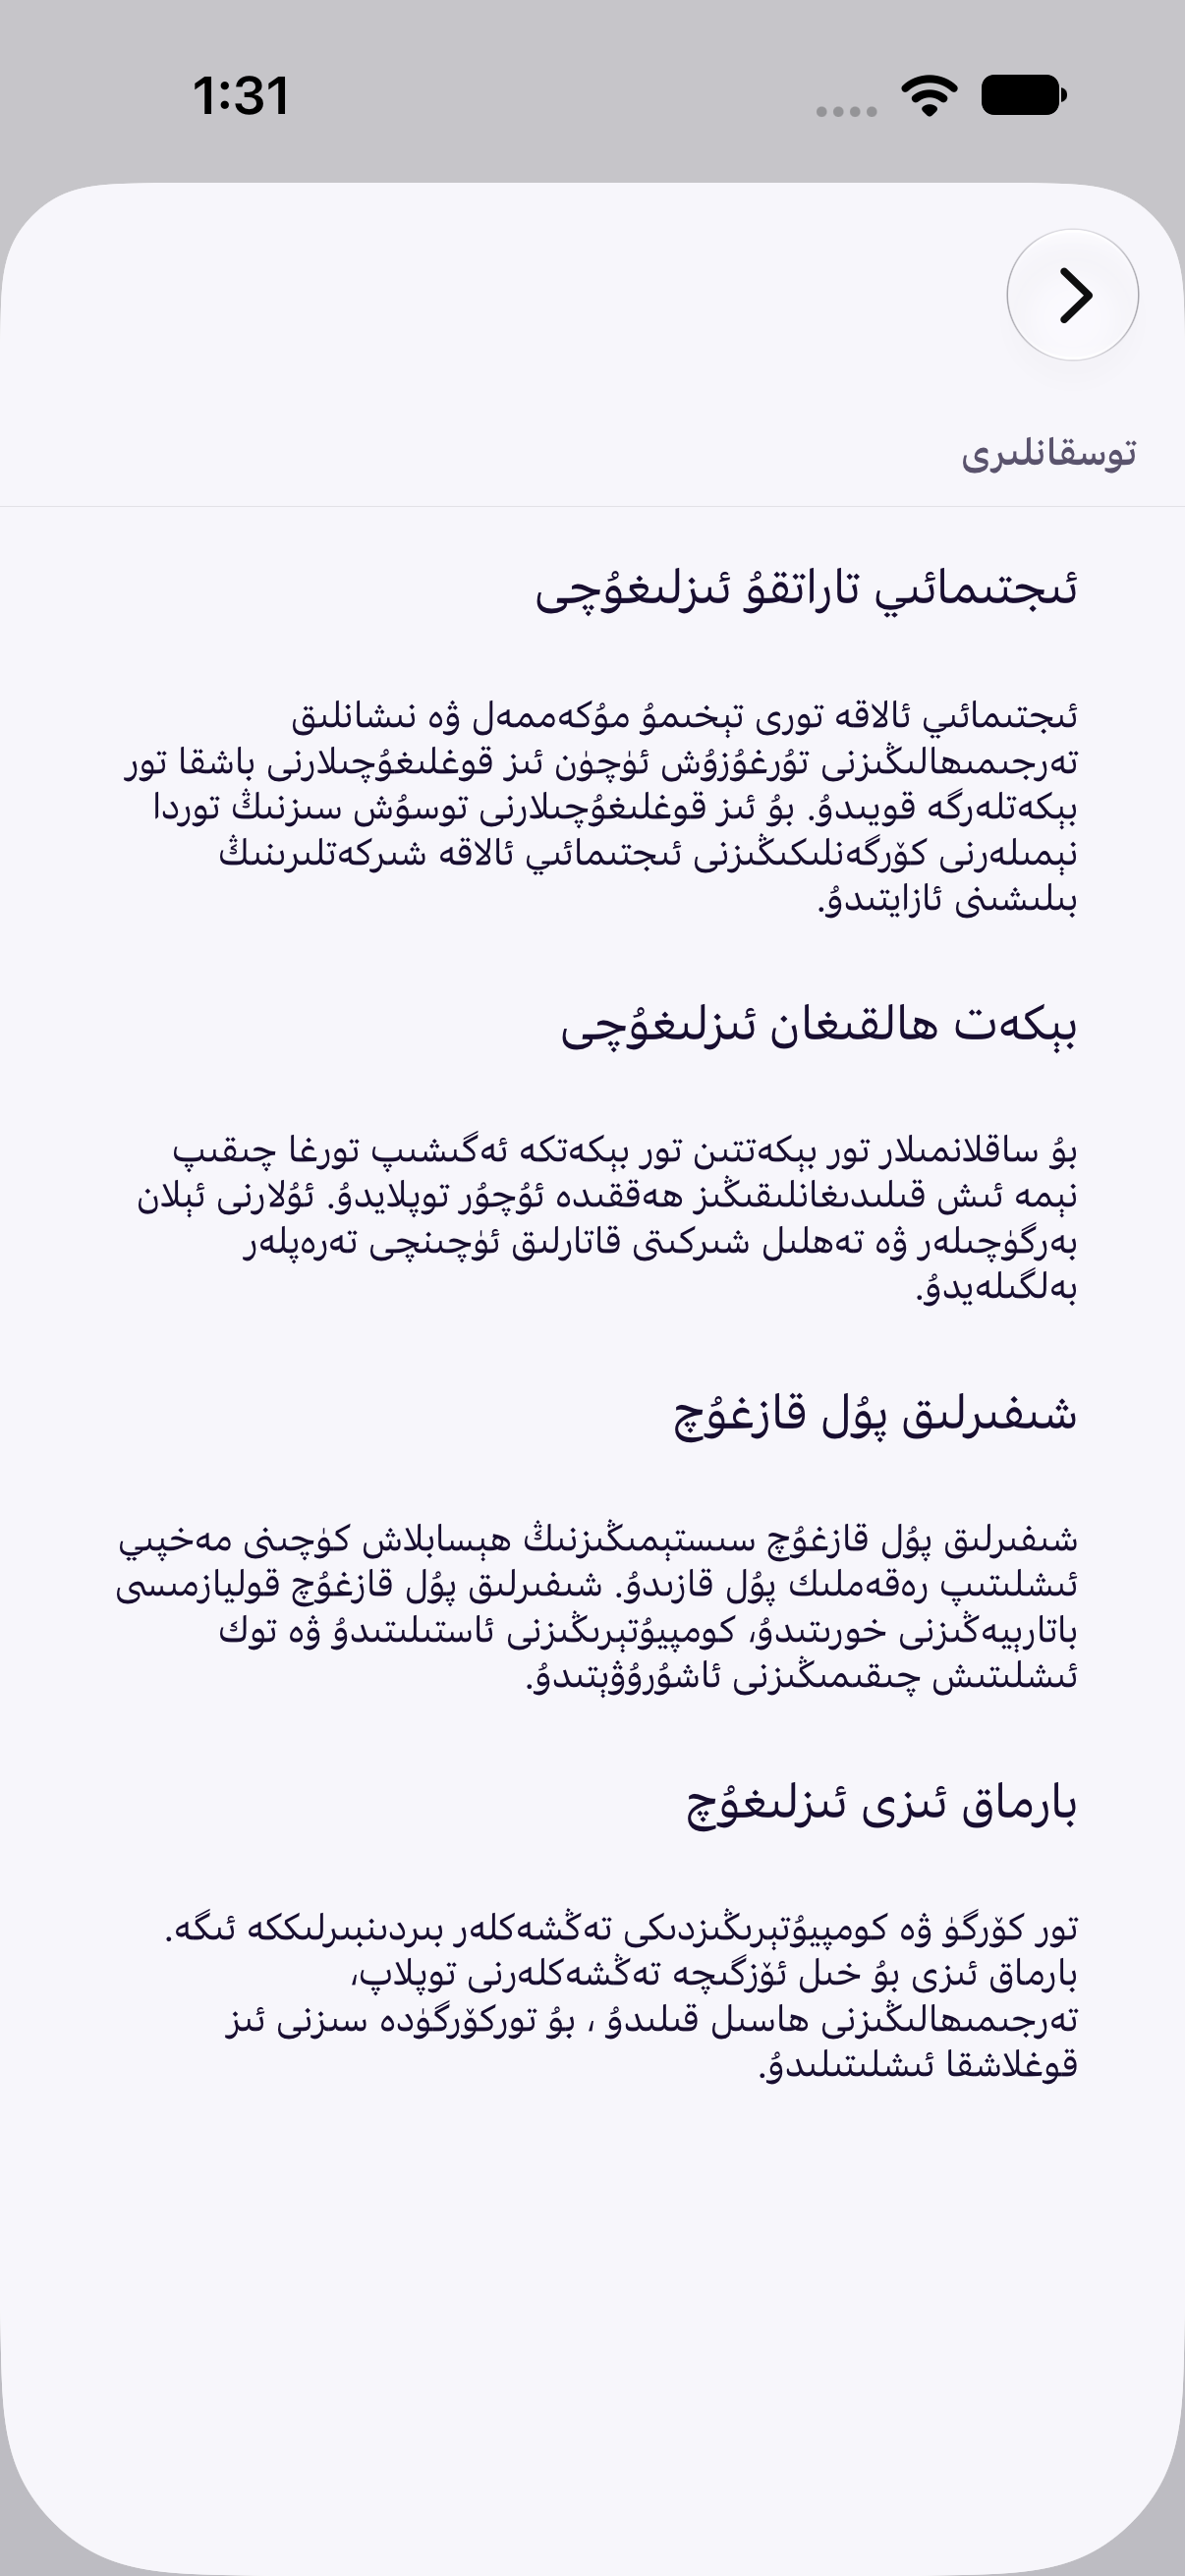 1:31
توسقانلىرى
ئىجتىمائىي تاراتقۇ ئىزلىغۇچى
ئىجتىمائىي ئالاقە تورى تېخىمۇ مۇكەممەل ۋە نىشانلىق
تەرجىمىھالىڭىزنى تۇرغۇزۇش ئۈچۈن ئىز قوغلىغۇچىلارنى باشقا تور
بېكەتلەرگە قويىدۇ. بۇ ئىز قوغلىغۇچىلارنى توسۇش سىزنىڭ توردا
نېمىلەرنى كۆرگەنلىكىڭىزنى ئىجتىمائىي ئالاقە شىركەتلىرىنىڭ
بىلىشىنى ئازايتىدۇ.
بېكەت ھالقىغان ئىزلىغۇچى
بۇ ساقلانمىلار تور بېكەتتىن تور بېكەتكە ئەگىشىپ تورغا چىقىپ
نېمە ئىش قىلىدىغانلىقىڭىز ھەققىدە ئۇچۇر توپلايدۇ. ئۇلارنى ئېلان
بەرگۈچىلەر ۋە تەھلىل شىركىتى قاتارلىق ئۈچىنچى تەرەپلەر
بەلگىلەيدۇ.
شىفىرلىق پۇل قازغۇچ
شىفىرلىق پۇل قازغۇچ سىستېمىڭىزنىڭ ھېسابلاش كۈچىنى مەخپىي
ئىشلىتىپ رەقەملىك پۇل قازىدۇ. شىفىرلىق پۇل قازغۇچ قوليازمىسى
باتارېيەڭىزنى خورىتىدۇ، كومپيۇتېرىڭىزنى ئاستىلىتىدۇ ۋە توك
ئىشلىتىش چىقىمىڭىزنى ئاشۇرۇۋېتىدۇ.
بارماق ئىزى ئىزلىغۇچ
تور كۆرگۈ ۋە كومپيۇتېرىڭىزدىكى تەڭشەكلەر بىردىنبىرلىككە ئىگە.
بارماق ئىزى بۇ خىل ئۆزگىچە تەڭشەكلەرنى توپلاپ،
تەرجىمىھالىڭىزنى ھاسىل قىلىدۇ ، بۇ توركۆرگۈدە سىزنى ئىز
قوغلاشقا ئىشلىتىلىدۇ.